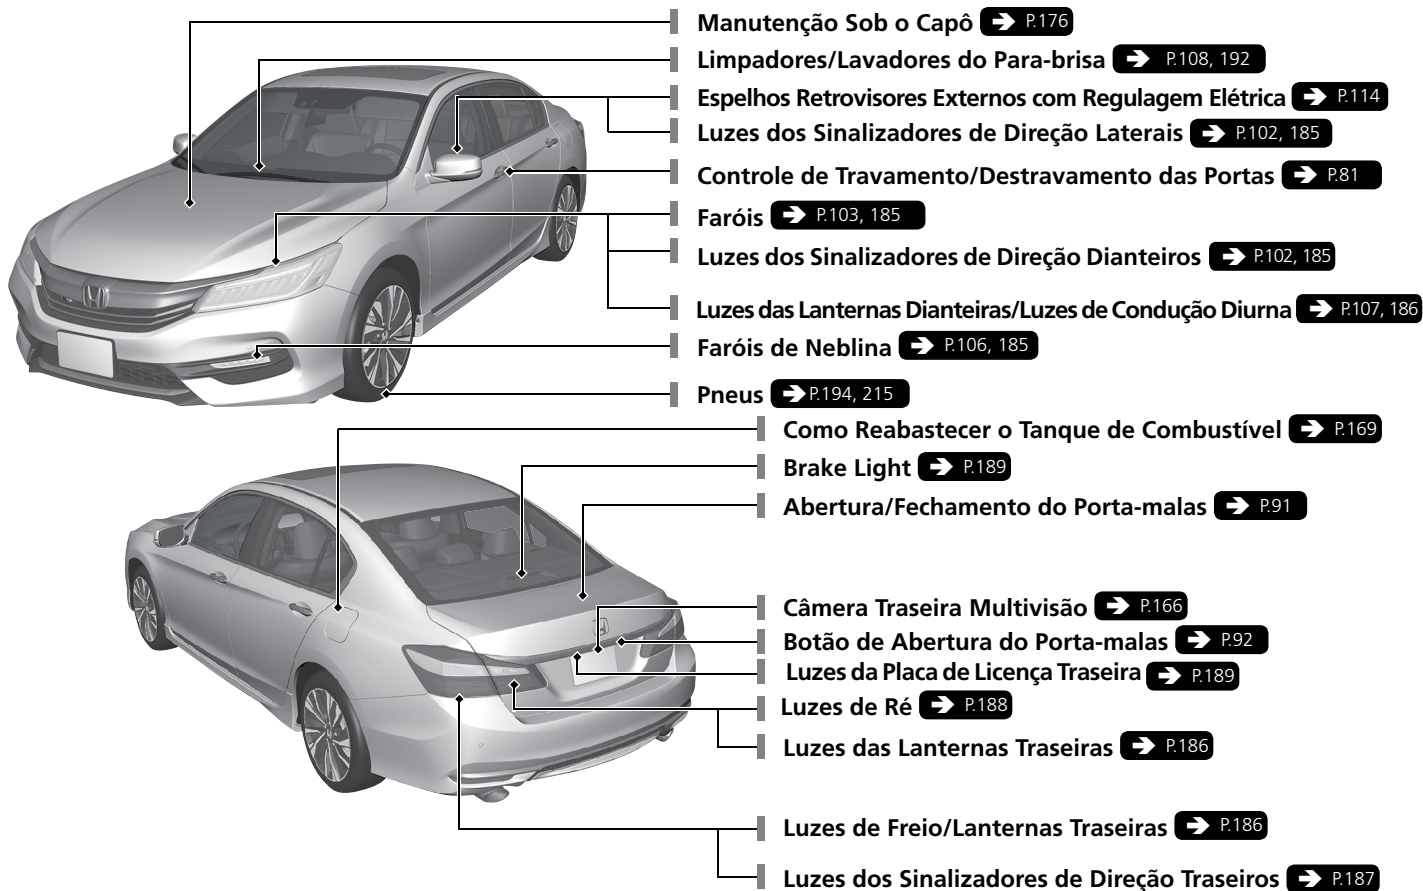 Manutenção Sob o Capô P.176
Limpadores/Lavadores do Para-brisa P.108, 192
Espelhos Retrovisores Externos com Regulagem Elétrica P.114
Luzes dos Sinalizadores de Direção Laterais P.102, 185
Controle de Travamento/Destravamento das Portas P.81
Faróis P.103, 185
Luzes dos Sinalizadores de Direção Dianteiros P.102, 185
Luzes das Lanternas Dianteiras/Luzes de Condução Diurna P.107, 186
Faróis de Neblina P.106, 185
Pneus P.194, 215
Como Reabastecer o Tanque de Combustível P.169
Brake Light P.189
Abertura/Fechamento do Porta-malas P.91
Câmera Traseira Multivisão P.166
Botão de Abertura do Porta-malas P.92
Luzes da Placa de Licença Traseira P.189
Luzes de Ré P.188
Luzes das Lanternas Traseiras P.186
Luzes de Freio/Lanternas Traseiras P.186
Luzes dos Sinalizadores de Direção Traseiros P.187